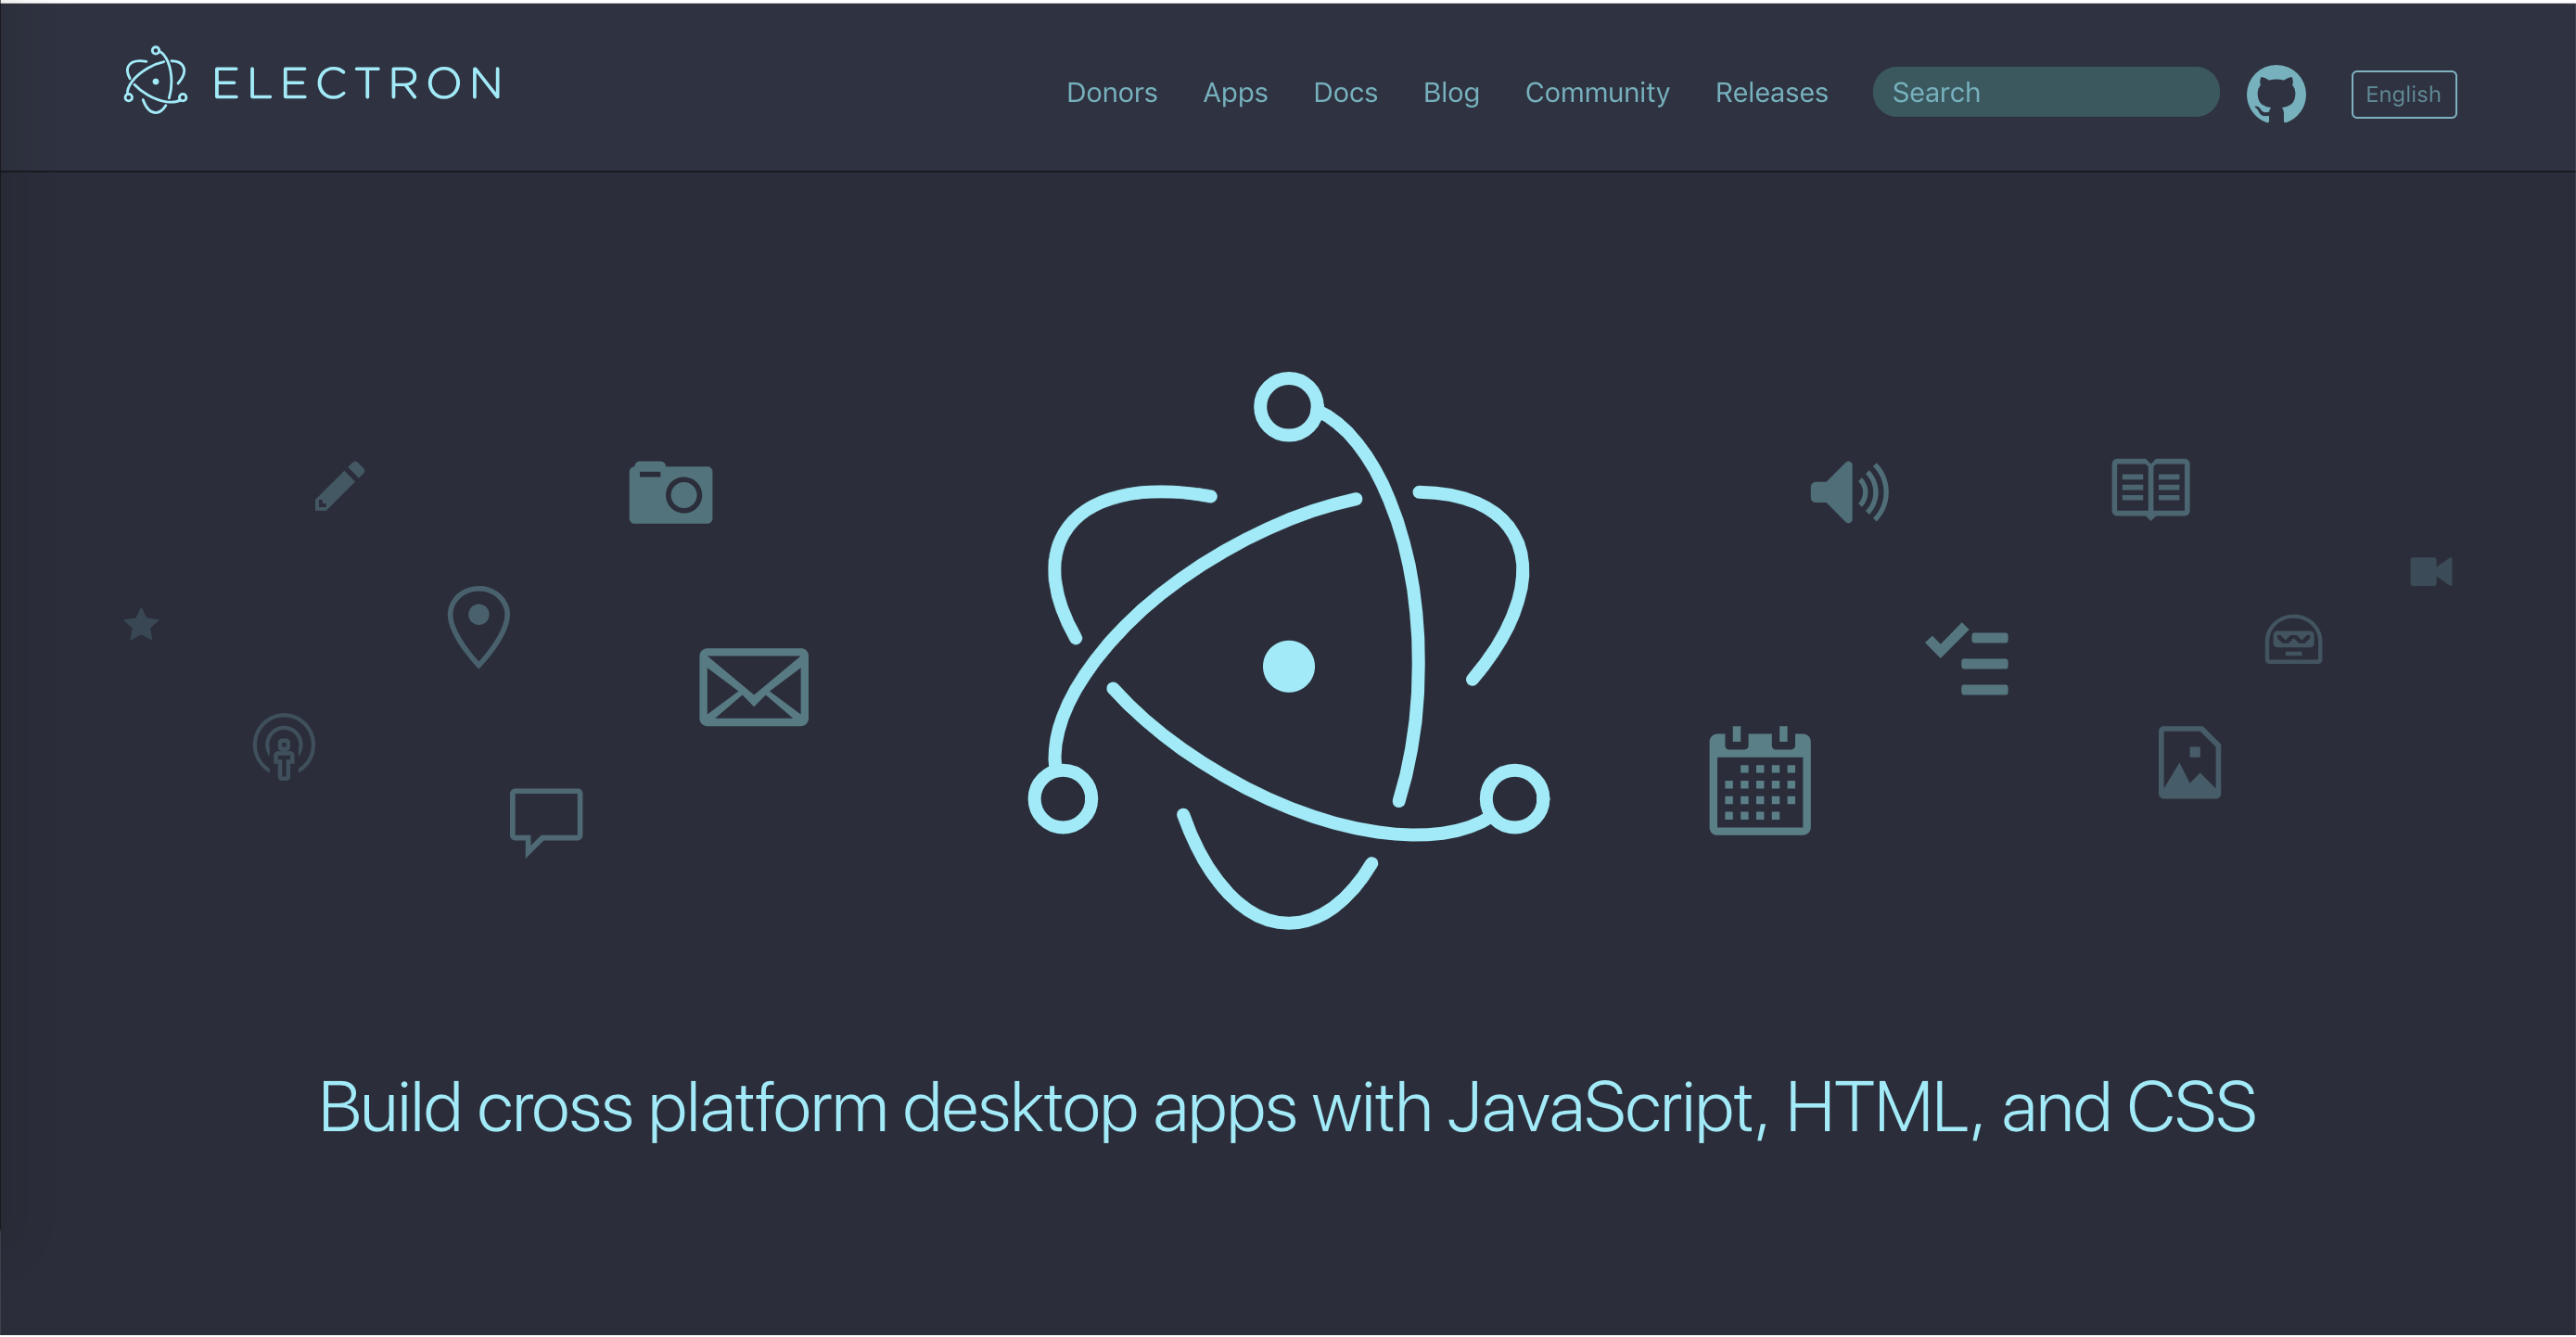 ELECTRON
Donors Apps Docs Blog Community Releases Search English
Build cross platform desktop apps with JavaScript, HTML, and CSS